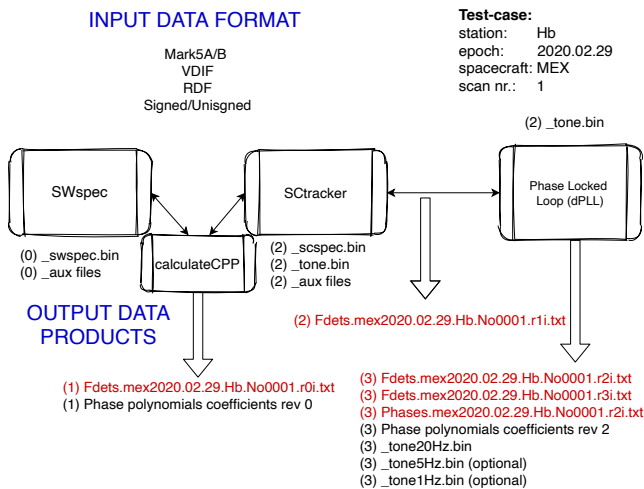 INPUT DATA FORMAT
Mark5A/B
VDIF
RDF
Signed/Unisgned
Test-case:
station: Hb
epoch: 2020.02.29
spacecraft: MEX
scan nr.: 1
(2) _tone.bin
SWspec
SCtracker
Phase Locked
Loop (dPLL)
calculateCPP
(0) _swspec.bin
(0) _aux files
(2) _scspec.bin
(2) _tone.bin
(2) _aux files
OUTPUT DATA
PRODUCTS
(2) Fdets.mex2020.02.29.Hb.No0001.r1i.txt
(1) Fdets.mex2020.02.29.Hb.No0001.r0i.txt
(1) Phase polynomials coefficients rev 0
(3) Fdets.mex2020.02.29.Hb.No0001.r2i.txt
(3) Fdets.mex2020.02.29.Hb.No0001.r3i.txt
(3) Phases.mex2020.02.29.Hb.No0001.r2i.txt
(3) Phase polynomials coefficients rev 2
(3) _tone20Hz.bin
(3) _tone5Hz.bin (optional)
(3) _tone1Hz.bin (optional)